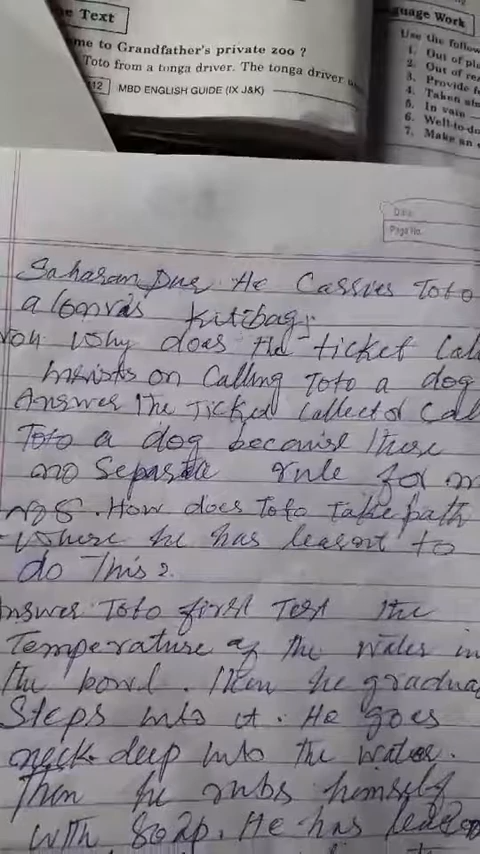 e Text
me to Grandfather's private zoo ?
Toto from a tonga driver. The tonga driver
12 MBD ENGLISH GUIDE (IX J&K)
guage Work
Use the follow
1. Out of pl
2. Out of re
3. Provide f
4. Taken
5. In vain
6. Well-to-do
7. Make an
Date
Page No.
Saharan Pur He Carries Toto
a kitbag
Why does the ticket Col
Insists on Calling Toto a dog
Answer The Ticket Collector Cal
Toto a dog because there
no Separate rule for m
How does Toto Take path
Where he has learnt to
do This ?
nswer Toto first Test the
Temperature of the Water in
the bowl. Then he gradua
Steps into it. He goes
neck-deep into the water.
Then he rubs himself
with Soap. He has